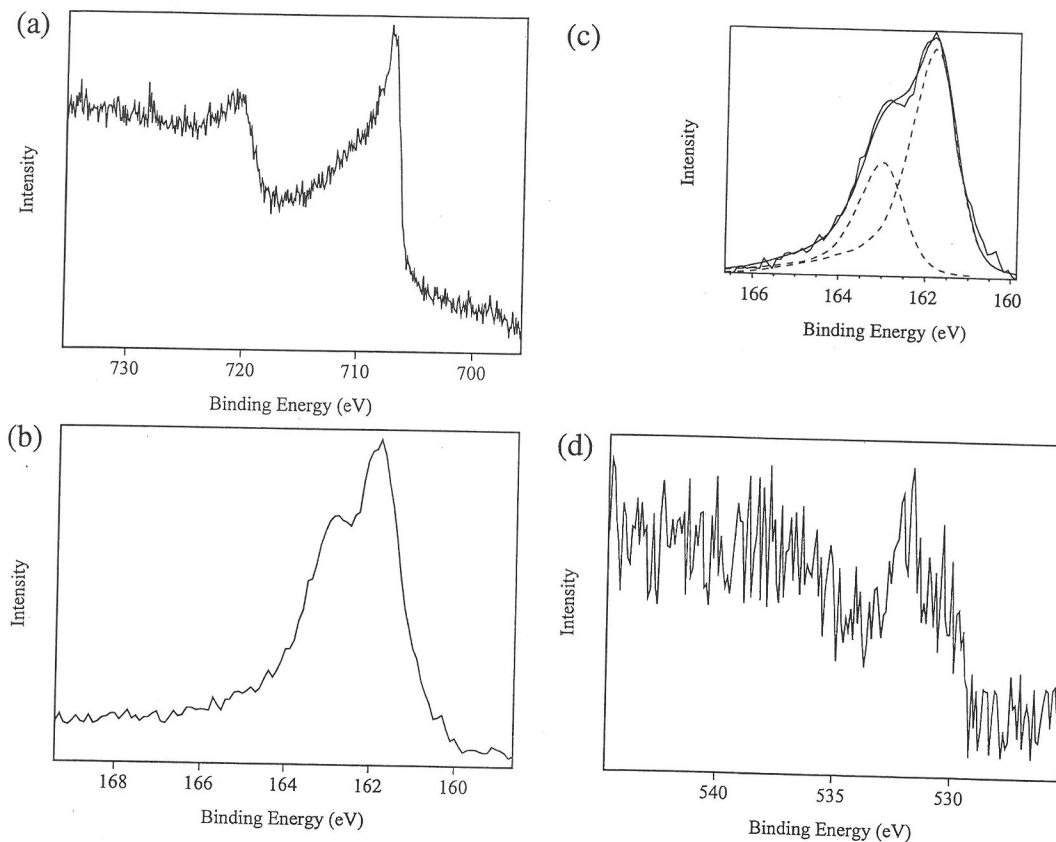 (a)
Intensity
730 720 710 700
Binding Energy (eV)
(b)
Intensity
168 166 164 162 160
Binding Energy (eV)
(c)
Intensity
166 164 162 160
Binding Energy (eV)
(d)
Intensity
540 535 530
Binding Energy (eV)